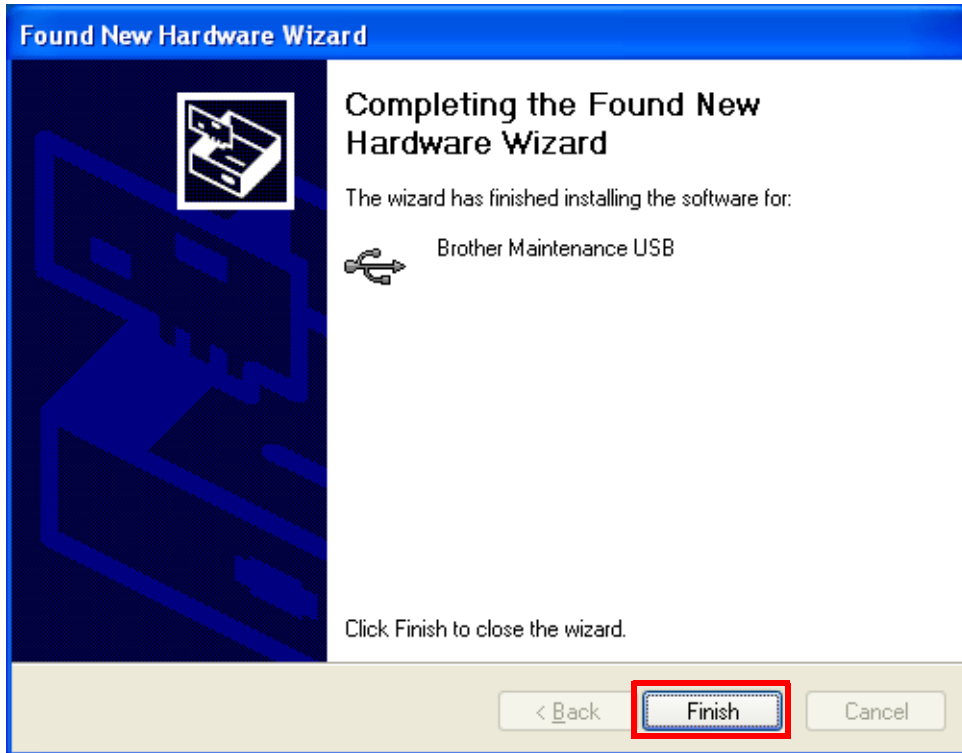 Found New Hardware Wizard
Completing the Found New
Hardware Wizard
The wizard has finished installing the software for:
Brother Maintenance USB
Click Finish to close the wizard.
< Back Finish Cancel